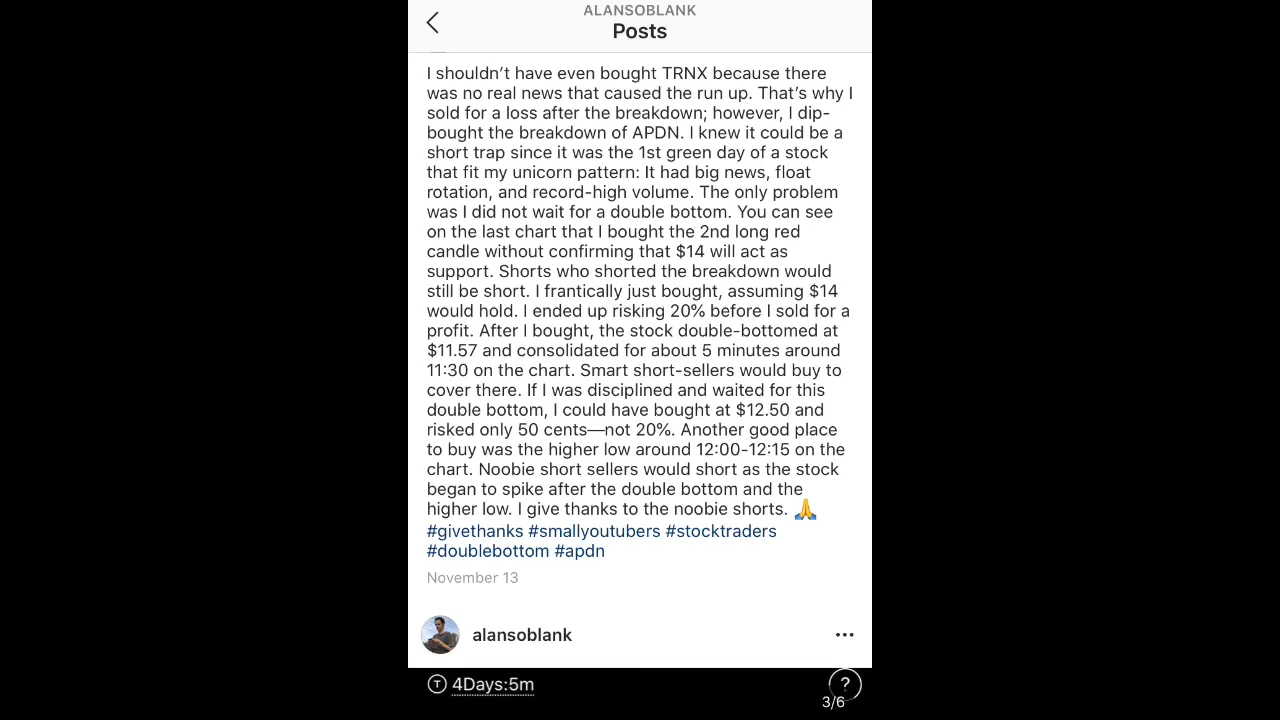 ALANSOBLANK
Posts
I shouldn’t have even bought TRNX because there
was no real news that caused the run up. That’s why I
sold for a loss after the breakdown; however, I dip-
bought the breakdown of APDN. I knew it could be a
short trap since it was the 1st green day of a stock
that fit my unicorn pattern: It had big news, float
rotation, and record-high volume. The only problem
was I did not wait for a double bottom. You can see
on the last chart that I bought the 2nd long red
candle without confirming that $14 will act as
support. Shorts who shorted the breakdown would
still be short. I frantically just bought, assuming $14
would hold. I ended up risking 20% before I sold for a
profit. After I bought, the stock double-bottomed at
$11.57 and consolidated for about 5 minutes around
11:30 on the chart. Smart short-sellers would buy to
cover there. If I was disciplined and waited for this
double bottom, I could have bought at $12.50 and
risked only 50 cents—not 20%. Another good place
to buy was the higher low around 12:00-12:15 on the
chart. Noobie short sellers would short as the stock
began to spike after the double bottom and the
higher low. I give thanks to the noobie shorts. 🙏
#givethanks #smallyoutubers #stocktraders
#doublebottom #apdn
November 13
alansoblank
T 4Days:5m
?
3/6